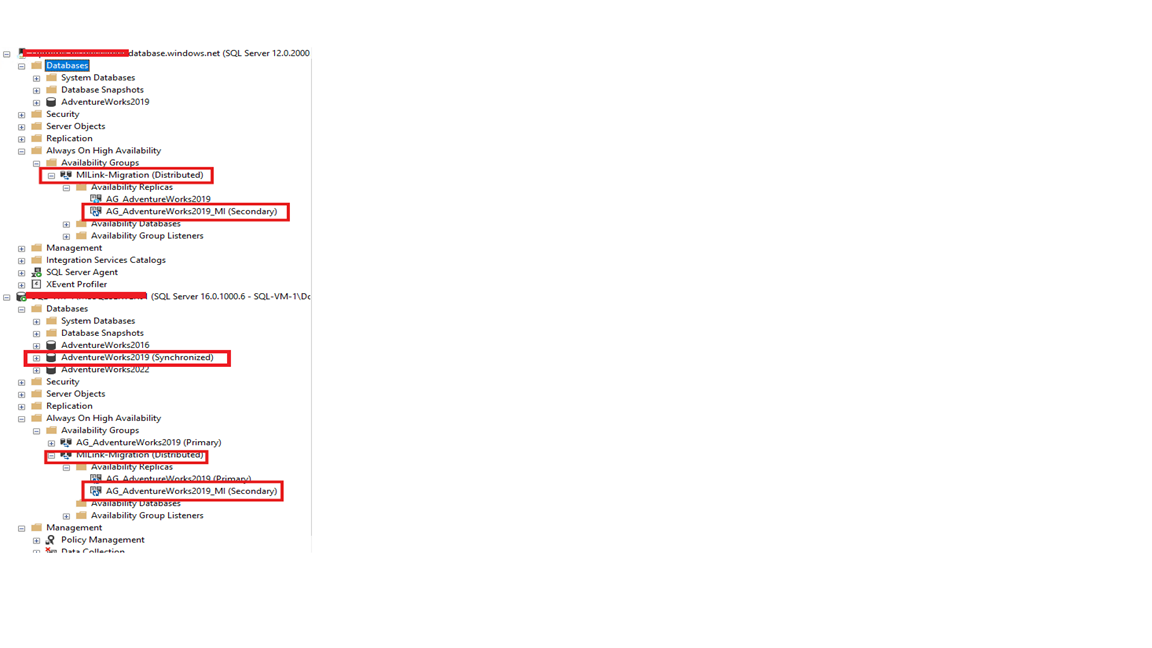 database.windows.net (SQL Server 12.0.2000
Databases
System Databases
Database Snapshots
AdventureWorks2019
Security
Server Objects
Replication
Always On High Availability
Availability Groups
MILink-Migration (Distributed)
Availability Replicas
AG_AdventureWorks2019
AG_AdventureWorks2019_MI (Secondary)
Availability Databases
Availability Group Listeners
Management
Integration Services Catalogs
SQL Server Agent
XEvent Profiler
(SQL Server 16.0.1000.6 - SQL-VM-1\Do
Databases
System Databases
Database Snapshots
AdventureWorks2016
AdventureWorks2019 (Synchronized)
AdventureWorks2022
Security
Server Objects
Replication
Always On High Availability
Availability Groups
AG_AdventureWorks2019 (Primary)
MILink-Migration (Distributed)
Availability Replicas
AG_AdventureWorks2019 (Primary)
AG_AdventureWorks2019_MI (Secondary)
Availability Databases
Availability Group Listeners
Management
Policy Management
Data Collection